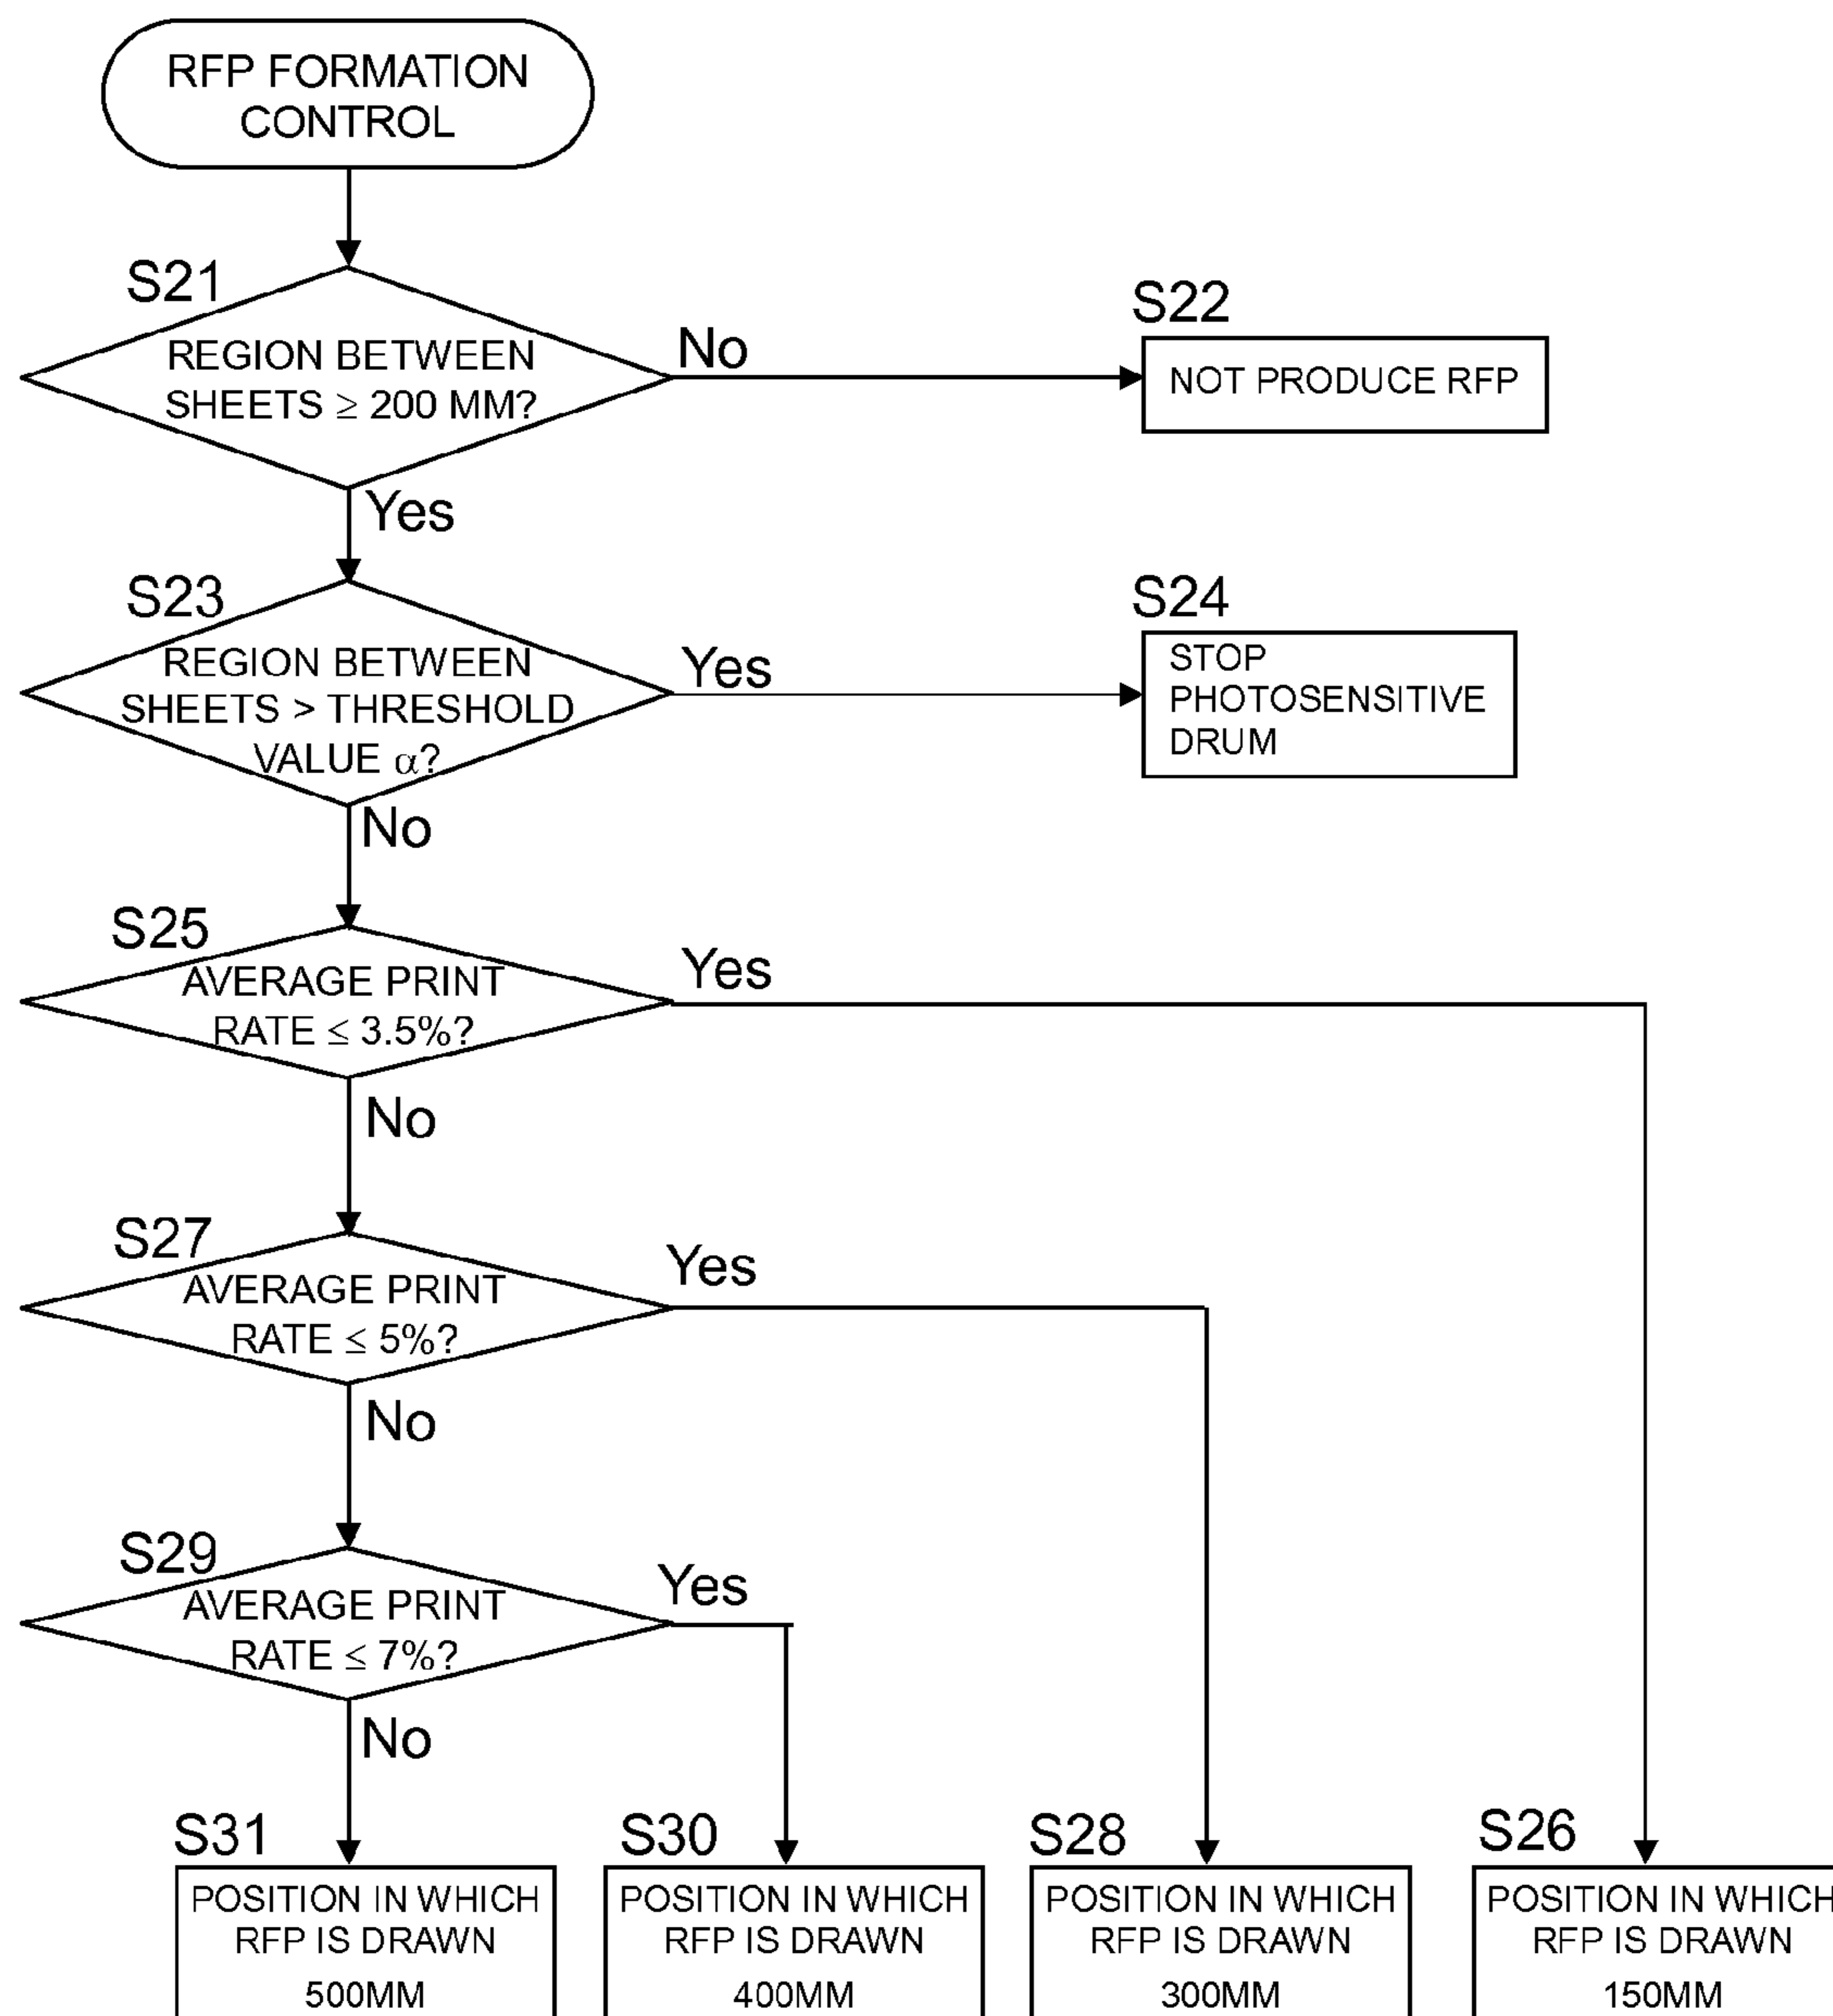 RFP FORMATION
CONTROL
S21
REGION BETWEEN
SHEETS ≥ 200 MM?
No
S22
NOT PRODUCE RFP
Yes
S23
REGION BETWEEN
SHEETS > THRESHOLD
VALUE α?
Yes
S24
STOP
PHOTOSENSITIVE
DRUM
No
S25
AVERAGE PRINT
RATE ≤ 3.5%?
Yes
No
S27
AVERAGE PRINT
RATE ≤ 5%?
Yes
No
S29
AVERAGE PRINT
RATE ≤ 7%?
Yes
No
S31
POSITION IN WHICH
RFP IS DRAWN
500MM
S30
POSITION IN WHICH
RFP IS DRAWN
400MM
S28
POSITION IN WHICH
RFP IS DRAWN
300MM
S26
POSITION IN WHICH
RFP IS DRAWN
150MM